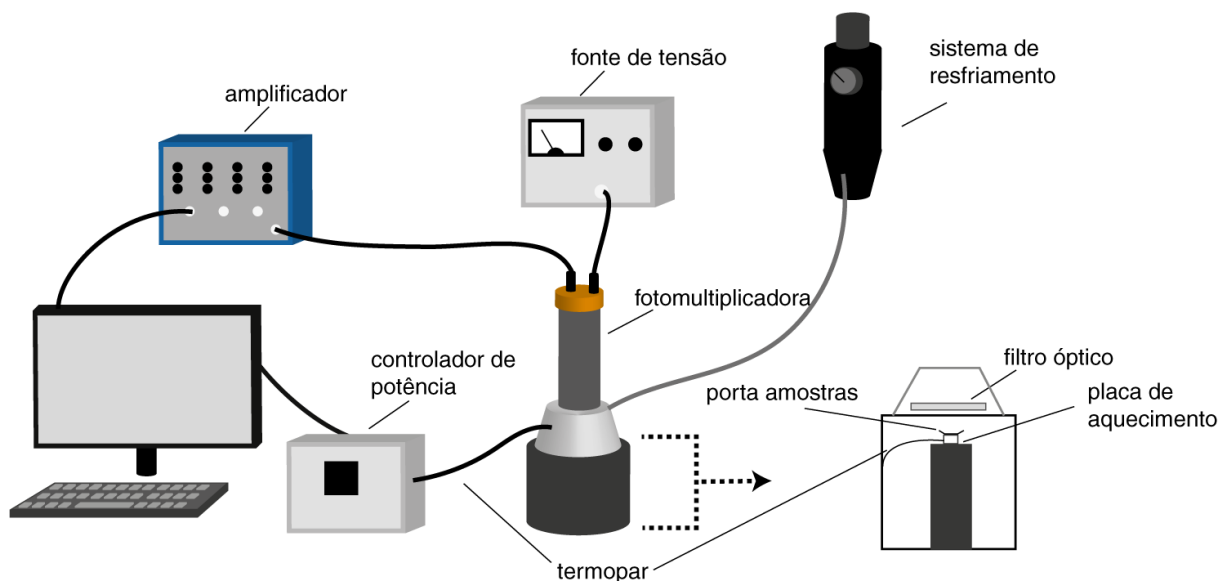 sistema de
resfriamento
fonte de tensão
amplificador
fotomultiplicadora
controlador de
potência
filtro óptico
porta amostras
placa de
aquecimento
termopar